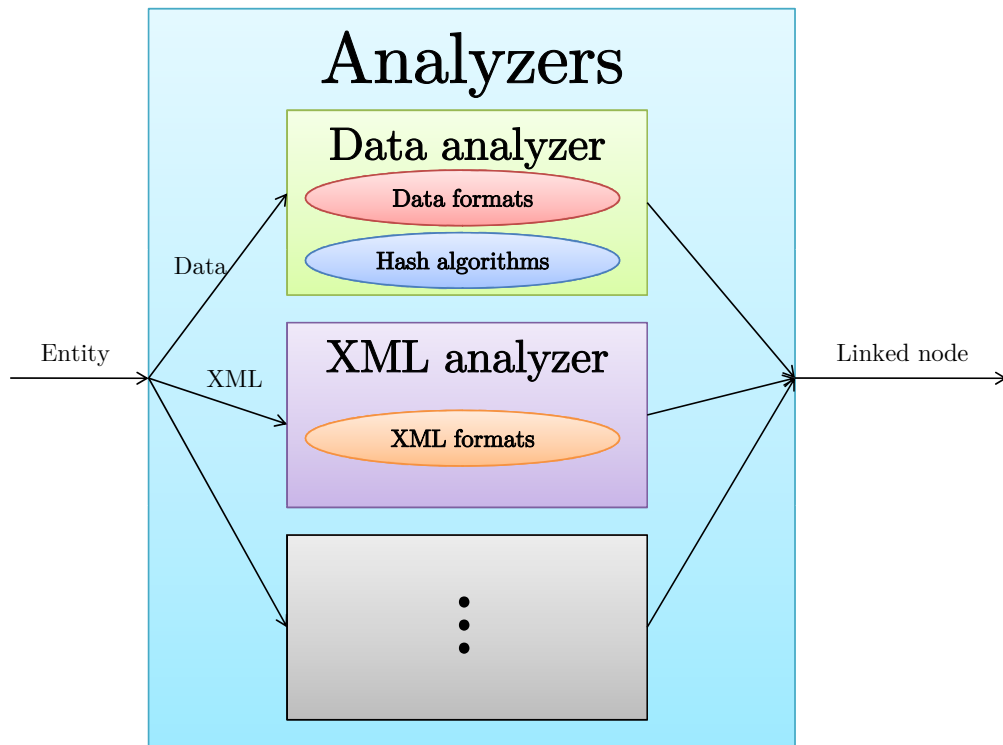 Analyzers
Data analyzer
Data formats
Hash algorithms
Data
Entity
XML
XML analyzer
XML formats
Linked node